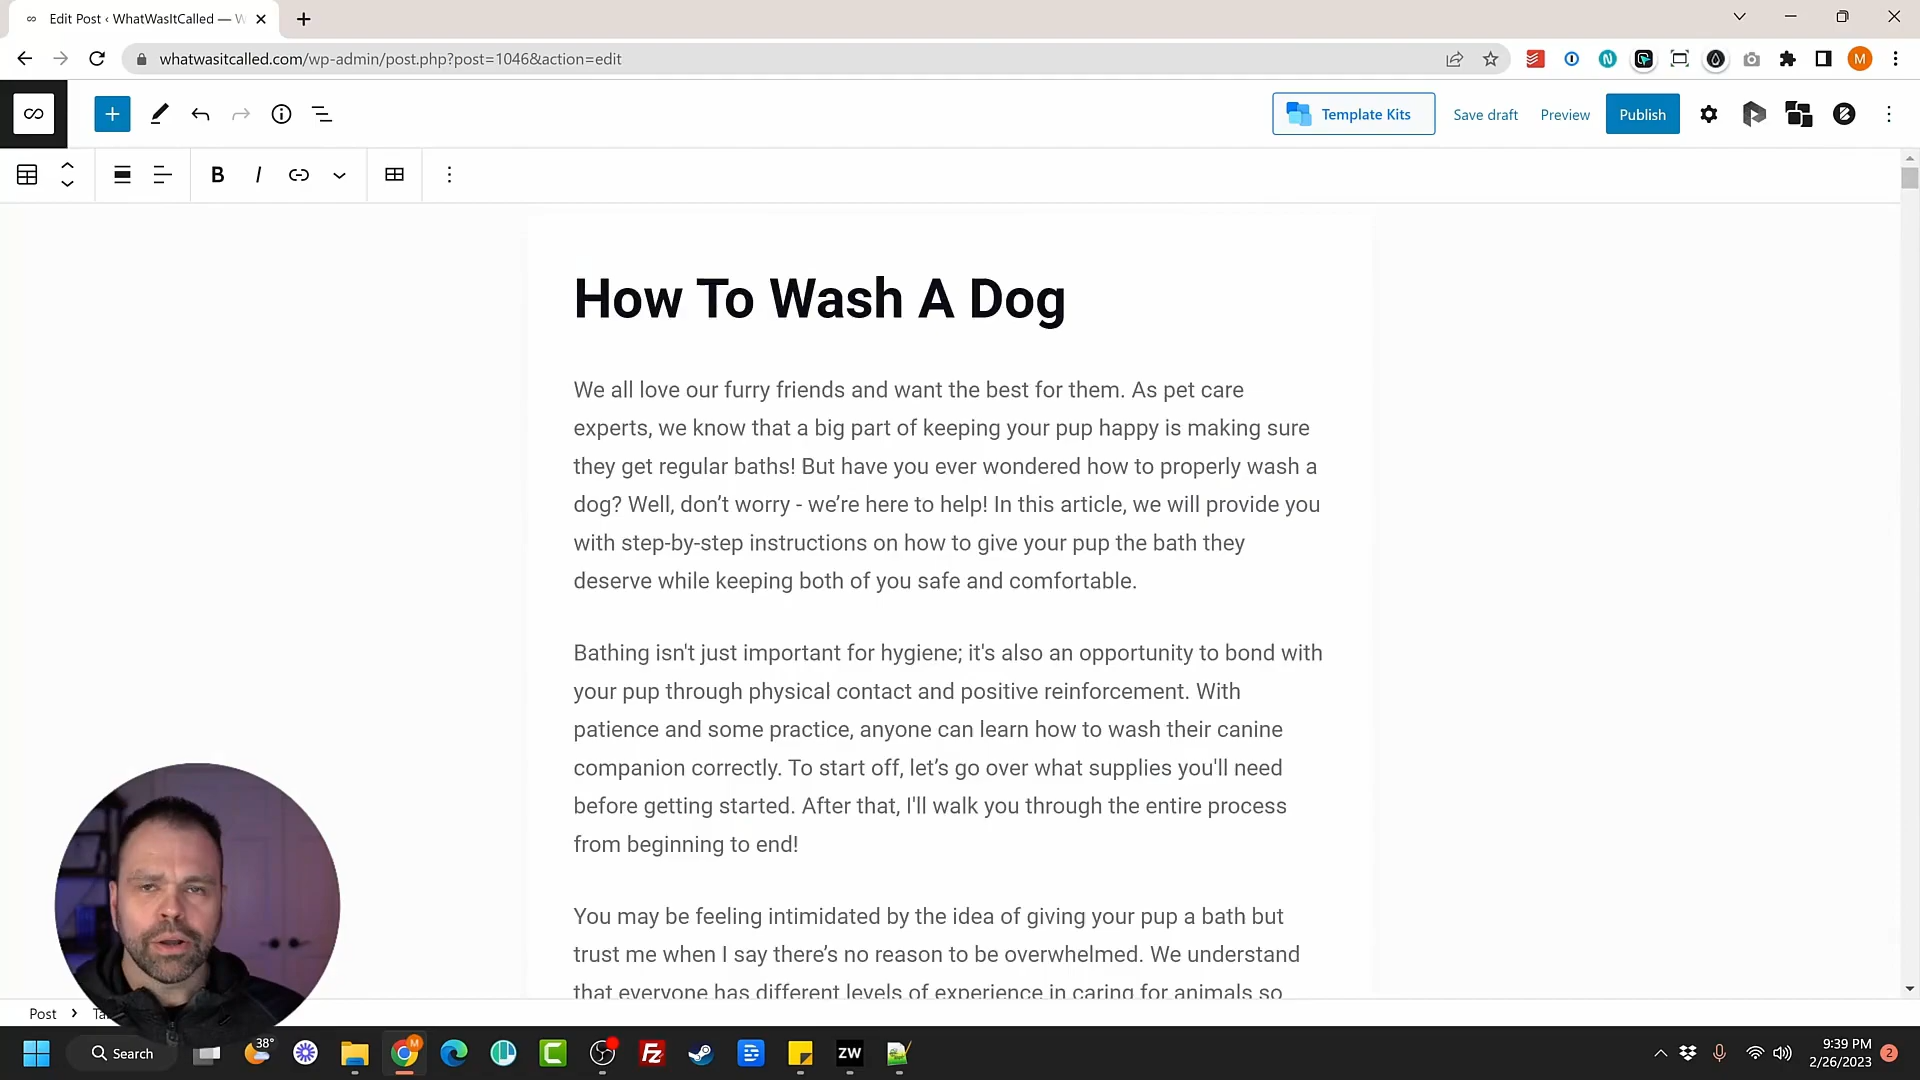 Edit Post ‹ WhatWasItCalled — W
whatwasitcalled.com/wp-admin/post.php?post=1046&action=edit
M
Template Kits
Save draft
Preview
Publish
B
I
How To Wash A Dog
We all love our furry friends and want the best for them. As pet care
experts, we know that a big part of keeping your pup happy is making sure
they get regular baths! But have you ever wondered how to properly wash a
dog? Well, don’t worry - we’re here to help! In this article, we will provide you
with step-by-step instructions on how to give your pup the bath they
deserve while keeping both of you safe and comfortable.
Bathing isn't just important for hygiene; it's also an opportunity to bond with
your pup through physical contact and positive reinforcement. With
patience and some practice, anyone can learn how to wash their canine
companion correctly. To start off, let’s go over what supplies you'll need
before getting started. After that, I'll walk you through the entire process
from beginning to end!
You may be feeling intimidated by the idea of giving your pup a bath but
trust me when I say there’s no reason to be overwhelmed. We understand
that everyone has different levels of experience in caring for animals so
Post
Search
38°
M
C
FZ
ZW
9:39 PM
2/26/2023
2